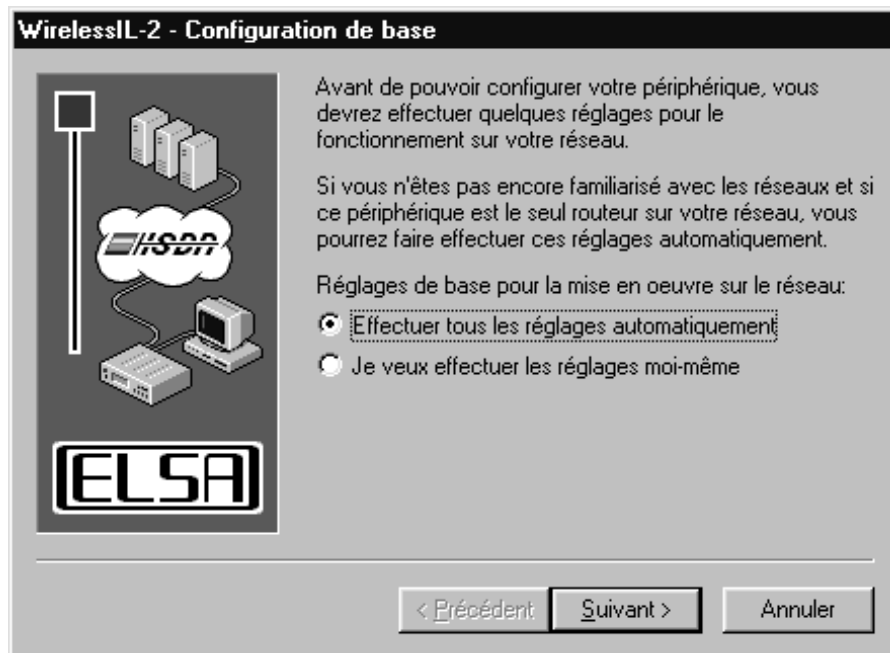 WirelessIL-2 - Configuration de base
Avant de pouvoir configurer votre périphérique, vous
devrez effectuer quelques réglages pour le
fonctionnement sur votre réseau.
Si vous n'êtes pas encore familiarisé avec les réseaux et si
ce périphérique est le seul routeur sur votre réseau, vous
pourrez faire effectuer ces réglages automatiquement.
Réglages de base pour la mise en oeuvre sur le réseau:
Effectuer tous les réglages automatiquement
Je veux effectuer les réglages moi-même
ISDN
ELSA
< Précédent
Suivant >
Annuler